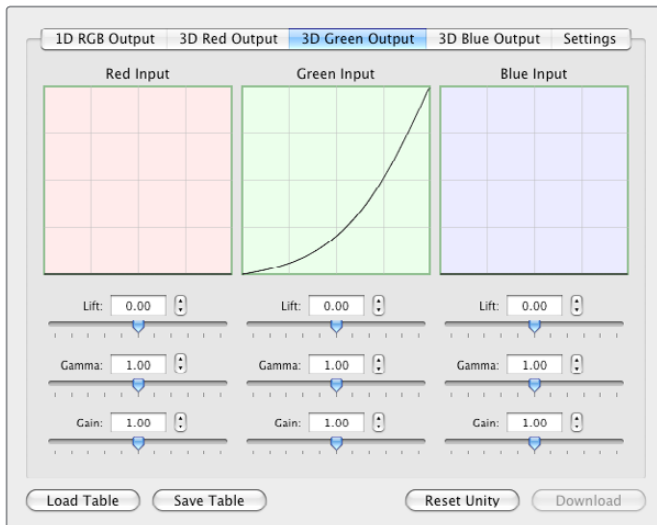 1D RGB Output 3D Red Output 3D Green Output 3D Blue Output Settings
Red Input Green Input Blue Input
Lift: 0.00 Lift: 0.00 Lift: 0.00
Gamma: 1.00 Gamma: 1.00 Gamma: 1.00
Gain: 1.00 Gain: 1.00 Gain: 1.00
Load Table Save Table Reset Unity Download